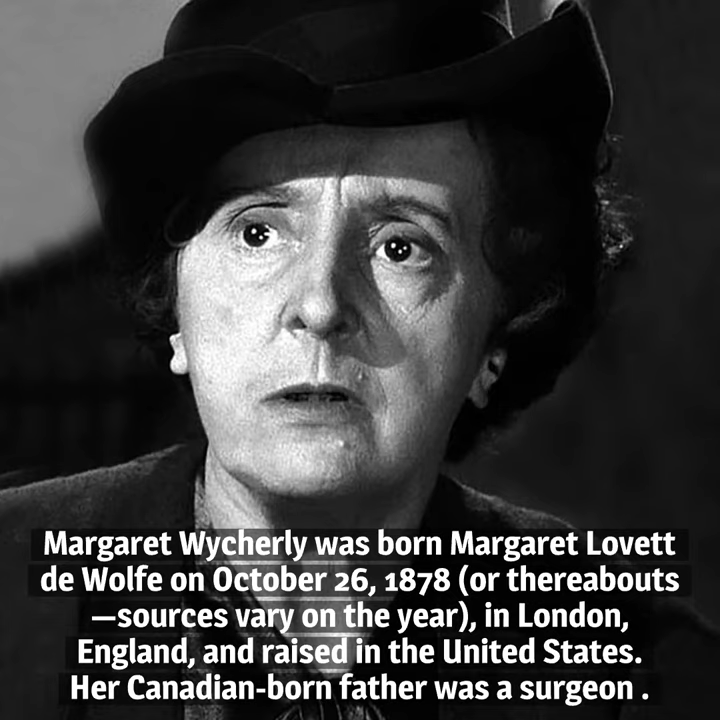 Margaret Wycherly was born Margaret Lovett
de Wolfe on October 26, 1878 (or thereabouts
—sources vary on the year), in London,
England, and raised in the United States.
Her Canadian-born father was a surgeon .